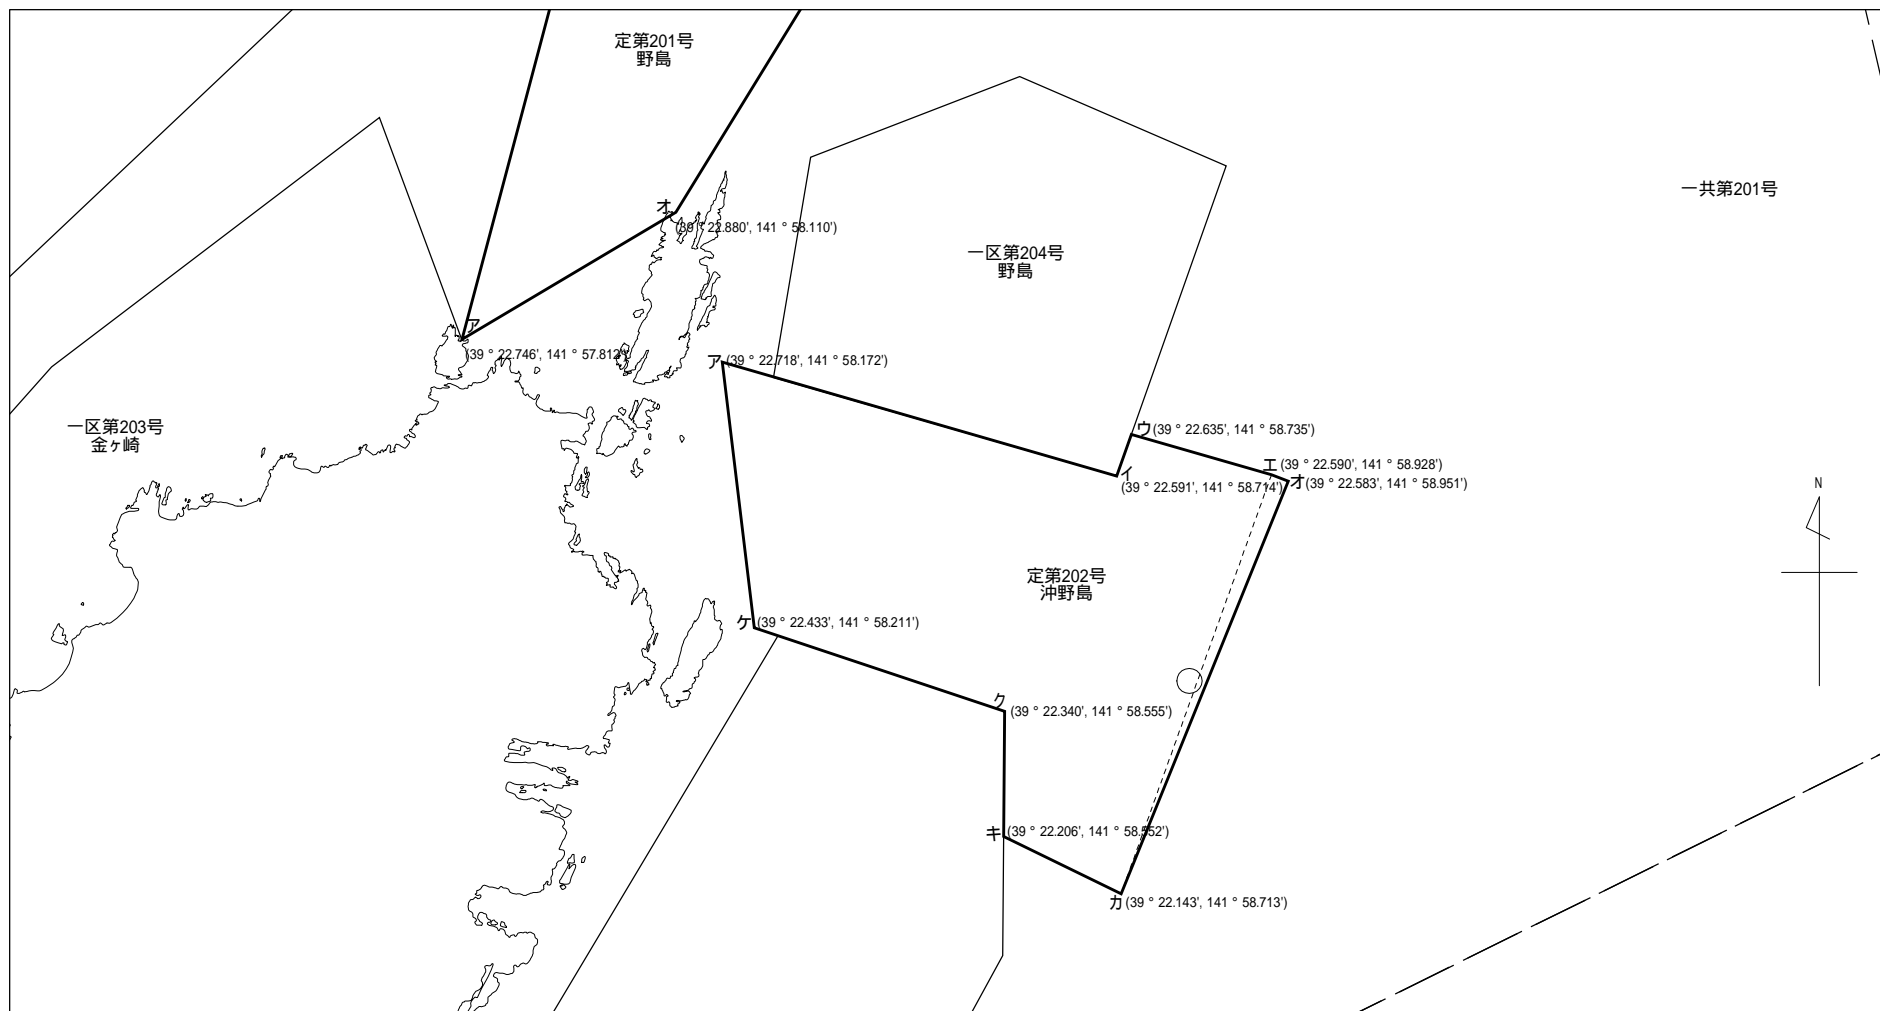 定第201号
野島
一共第201号
オ
(39 ° 22.880', 141 ° 58.110')
一区第204号
野島
ア
(39 ° 22.746', 141 ° 57.812')
ア(39 ° 22.718', 141 ° 58.172')
一区第203号
金ヶ崎
ウ(39 ° 22.635', 141 ° 58.735')
エ(39 ° 22.590', 141 ° 58.928')
イ
(39 ° 22.591', 141 ° 58.714')
オ(39 ° 22.583', 141 ° 58.951')
N
定第202号
沖野島
ケ(39 ° 22.433', 141 ° 58.211')
ク
(39 ° 22.340', 141 ° 58.555')
キ(39 ° 22.206', 141 ° 58.552')
カ(39 ° 22.143', 141 ° 58.713')